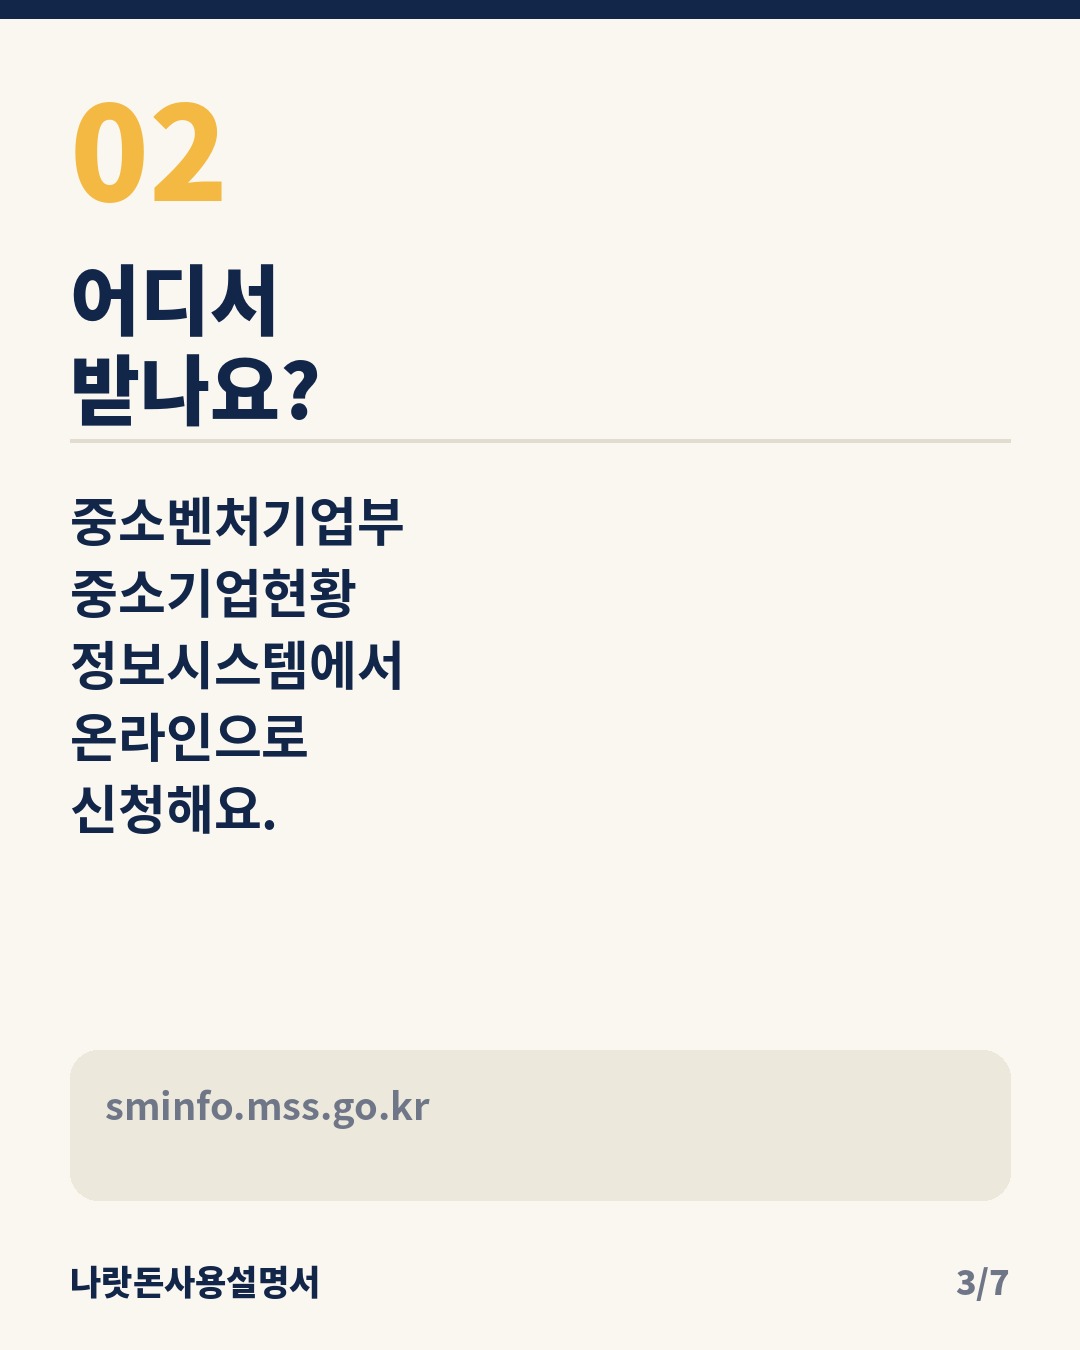 02
어디서
받나요?
중소벤처기업부
중소기업현황
정보시스템에서
온라인으로
신청해요.
sminfo.mss.go.kr
나랏돈사용설명서
3/7